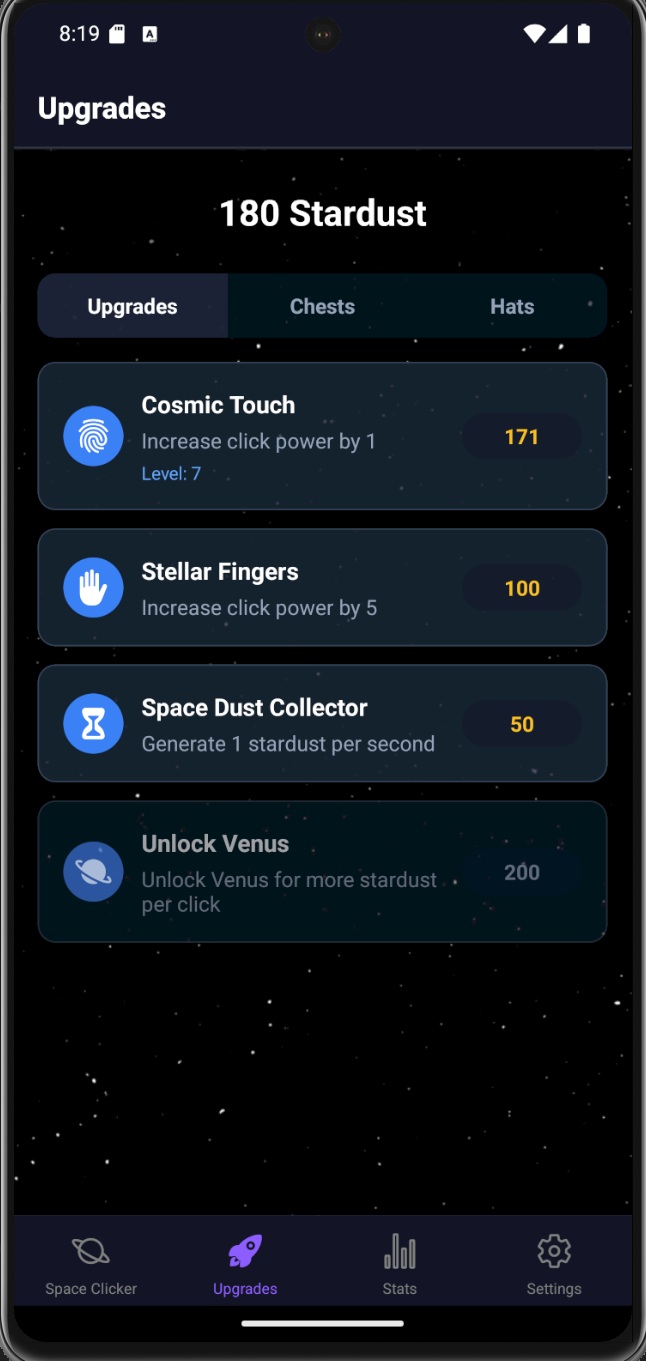 8:19
Upgrades
180 Stardust
Upgrades Chests Hats
Cosmic Touch
Increase click power by 1
Level: 7
171
Stellar Fingers
Increase click power by 5
100
Space Dust Collector
Generate 1 stardust per second
50
Unlock Venus
Unlock Venus for more stardust
per click
200
Space Clicker Upgrades Stats Settings